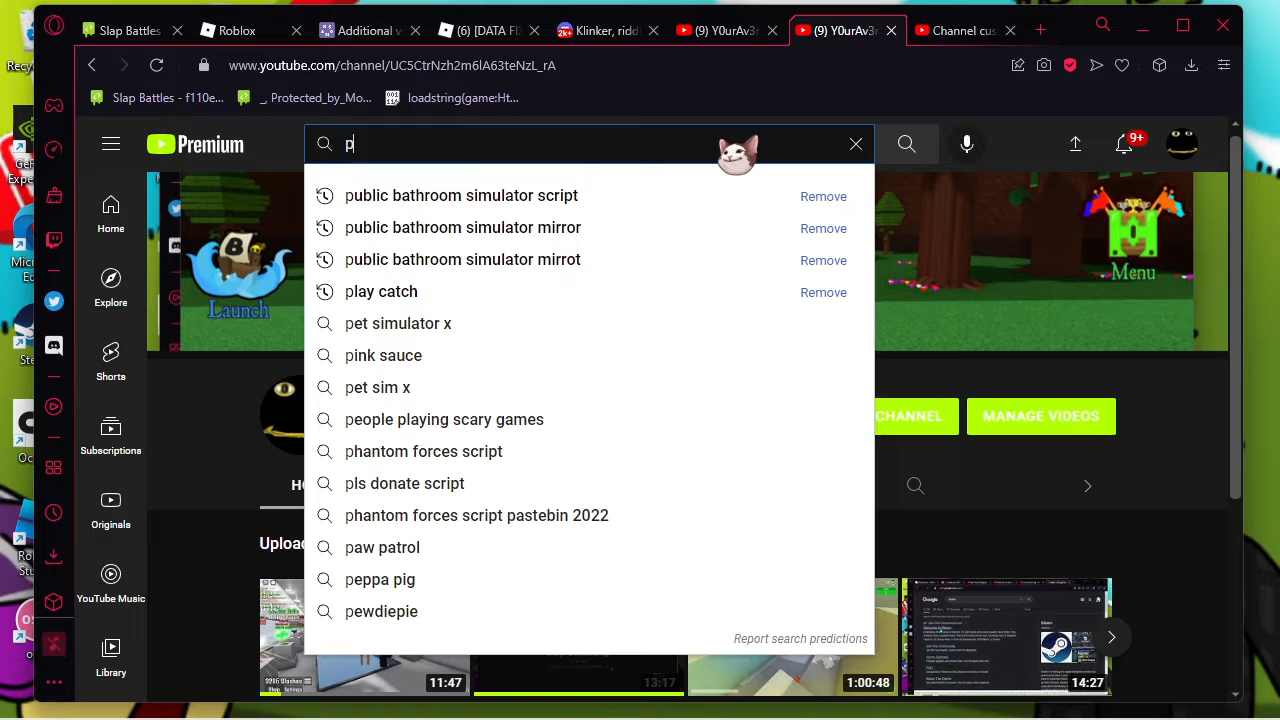 Slap Battles
Roblox
Additional v
(6) [DATA FI
Klinker, ridd
(9) Y0urAv3r
(9) Y0urAv3r
Channel cus
www.youtube.com/channel/UC5CtrNzh2m6lA63teNzL_rA
Slap Battles - f110e...
_, Protected_by_Mo...
loadstring(game:Ht...
Premium
p
9+
public bathroom simulator script Remove
public bathroom simulator mirror Remove
public bathroom simulator mirrot Remove
play catch Remove
pet simulator x
pink sauce
pet sim x
people playing scary games
phantom forces script
pls donate script
phantom forces script pastebin 2022
paw patrol
peppa pig
pewdiepie
Report search predictions
Home
Explore
Shorts
Subscriptions
Originals
YouTube Music
Library
Launch
Menu
CHANNEL
MANAGE VIDEOS
Upload
11:47
13:17
1:00:48
14:27